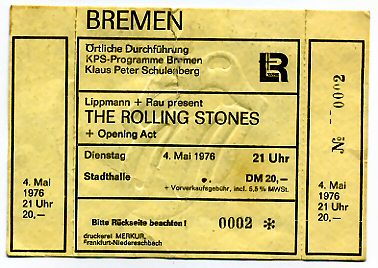 BREMEN
Örtliche Durchführung
KPS-Programme Bremen
Klaus Peter Schulenberg
LR
Lippmann + Rau present
THE ROLLING STONES
+ Opening Act
Dienstag 4. Mai 1976 21 Uhr
Stadthalle DM 20,–
+ Vorverkaufsgebühr, incl. 5,5 % MWSt.
Bitte Rückseite beachten! 0002 *
druckerei MERKUR,
Frankfurt-Niedereschbach
4. Mai
1976
21 Uhr
20,–
№ 0002
4. Mai
1976
21 Uhr
20,–